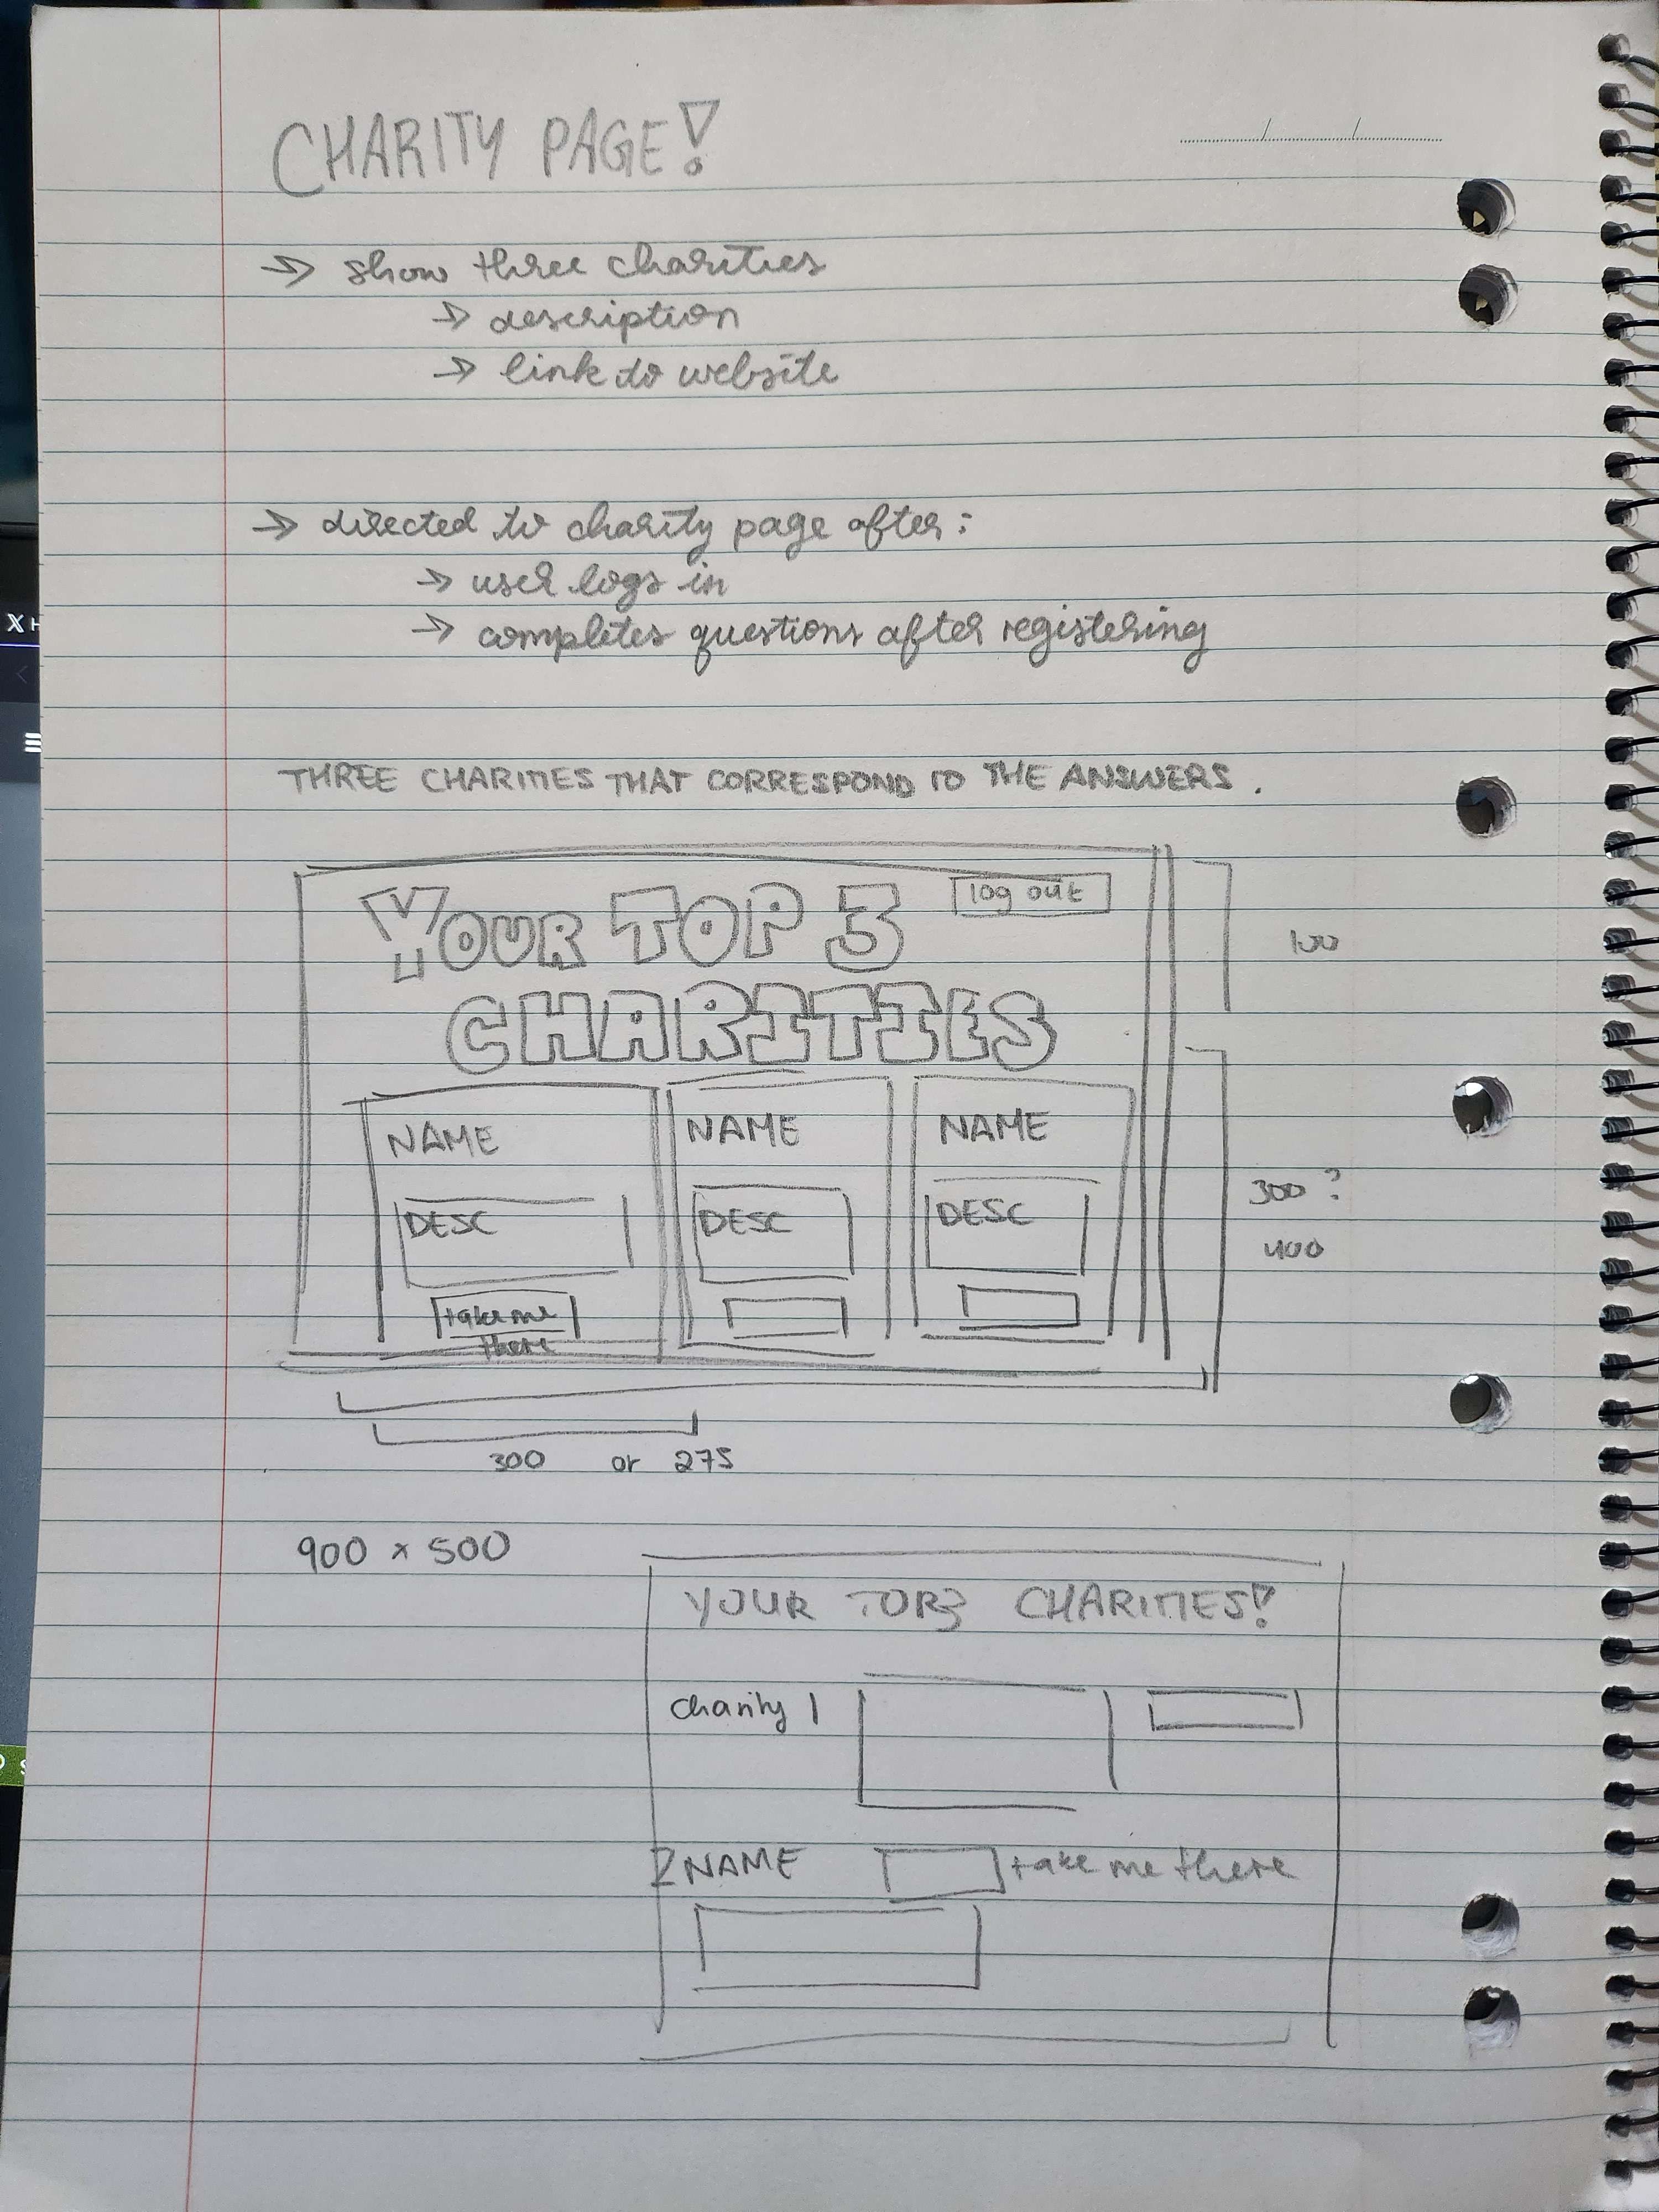 CHARITY PAGE!
→ show three charities
→ description
→ link to website
→ directed to charity page after:
→ user logs in
→ completes questions after registering
THREE CHARITIES THAT CORRESPOND TO THE ANSWERS.
YOUR TOP 3
log out
CHARITIES
100
NAME NAME NAME
DESC DESC DESC
take me
there
300?
400
300 or 275
900 x 500
YOUR TOP 3 CHARITIES!
charity 1
2 NAME
take me there
X H